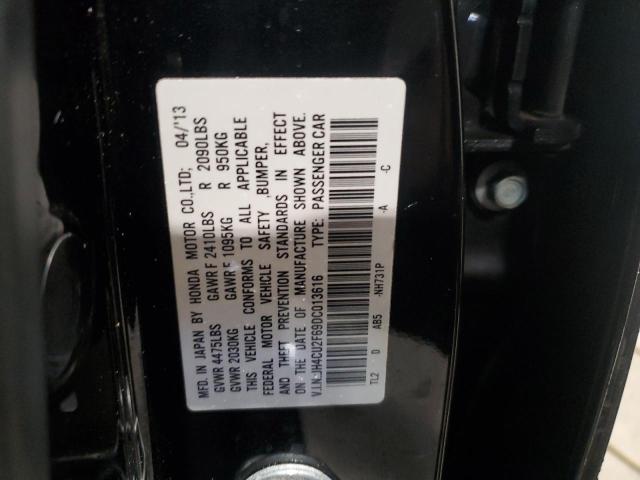 MFD. IN JAPAN BY HONDA MOTOR CO.,LTD; 04/'13
GVWR 4475LBS GAWR F 2410LBS R 2090LBS
GVWR 2030KG GAWR F 1095KG R 950KG
THIS VEHICLE CONFORMS TO ALL APPLICABLE
FEDERAL MOTOR VEHICLE SAFETY ,BUMPER,
AND THEFT PREVENTION STANDARDS IN EFFECT
ON THE DATE OF MANUFACTURE SHOWN ABOVE.
V.I.N.:JH4CU2F69DC013616 TYPE: PASSENGER CAR
TL2 D AB5 -NH731P -A -C